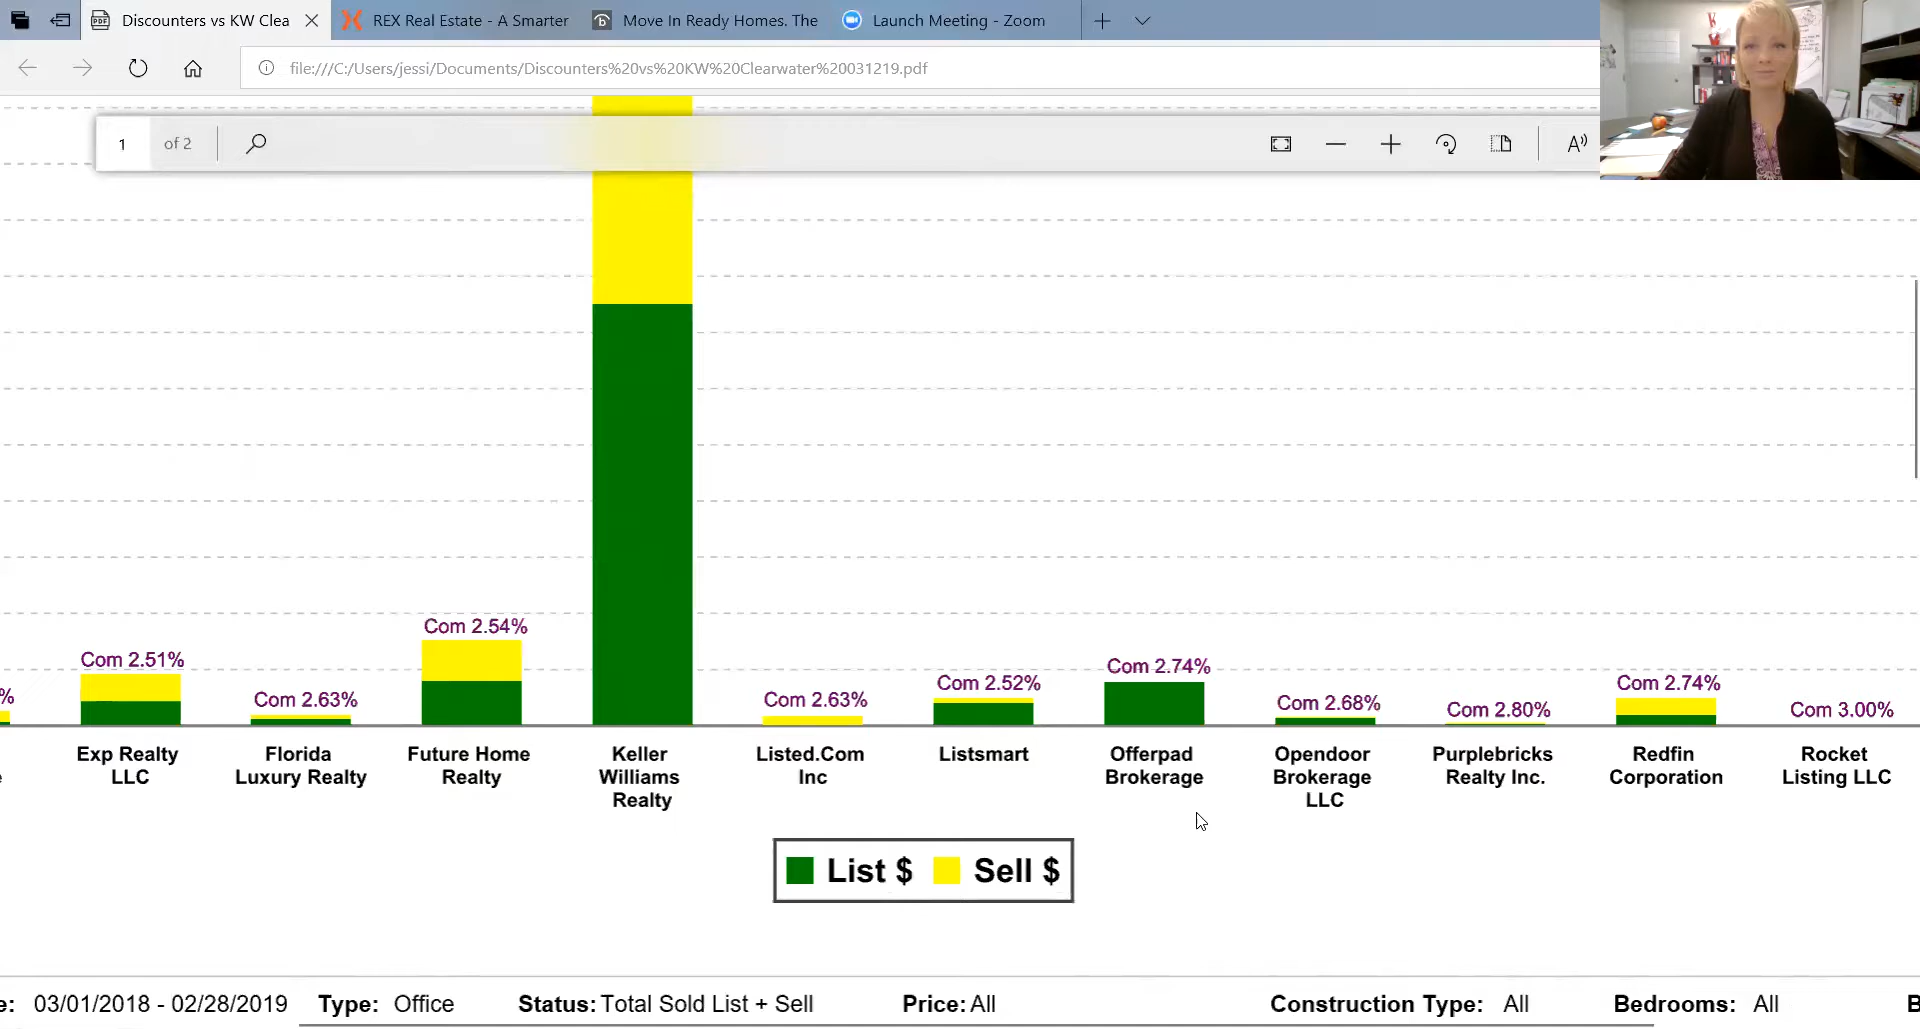 Discounters vs KW Clea
REX Real Estate - A Smarter
Move In Ready Homes. The
Launch Meeting - Zoom
file:///C:/Users/jessi/Documents/Discounters%20vs%20KW%20Clearwater%20031219.pdf
1 of 2
Com 2.54%
Com 2.51%
Com 2.74%
Com 2.74%
%
Com 2.63%
Com 2.63%
Com 2.52%
Com 2.68%
Com 2.80%
Com 3.00%
Exp Realty
LLC
Florida
Luxury Realty
Future Home
Realty
Keller
Williams
Realty
Listed.Com
Inc
Listsmart
Offerpad
Brokerage
Opendoor
Brokerage
LLC
Purplebricks
Realty Inc.
Redfin
Corporation
Rocket
Listing LLC
List $ Sell $
e: 03/01/2018 - 02/28/2019 Type: Office Status: Total Sold List + Sell Price: All Construction Type: All Bedrooms: All B